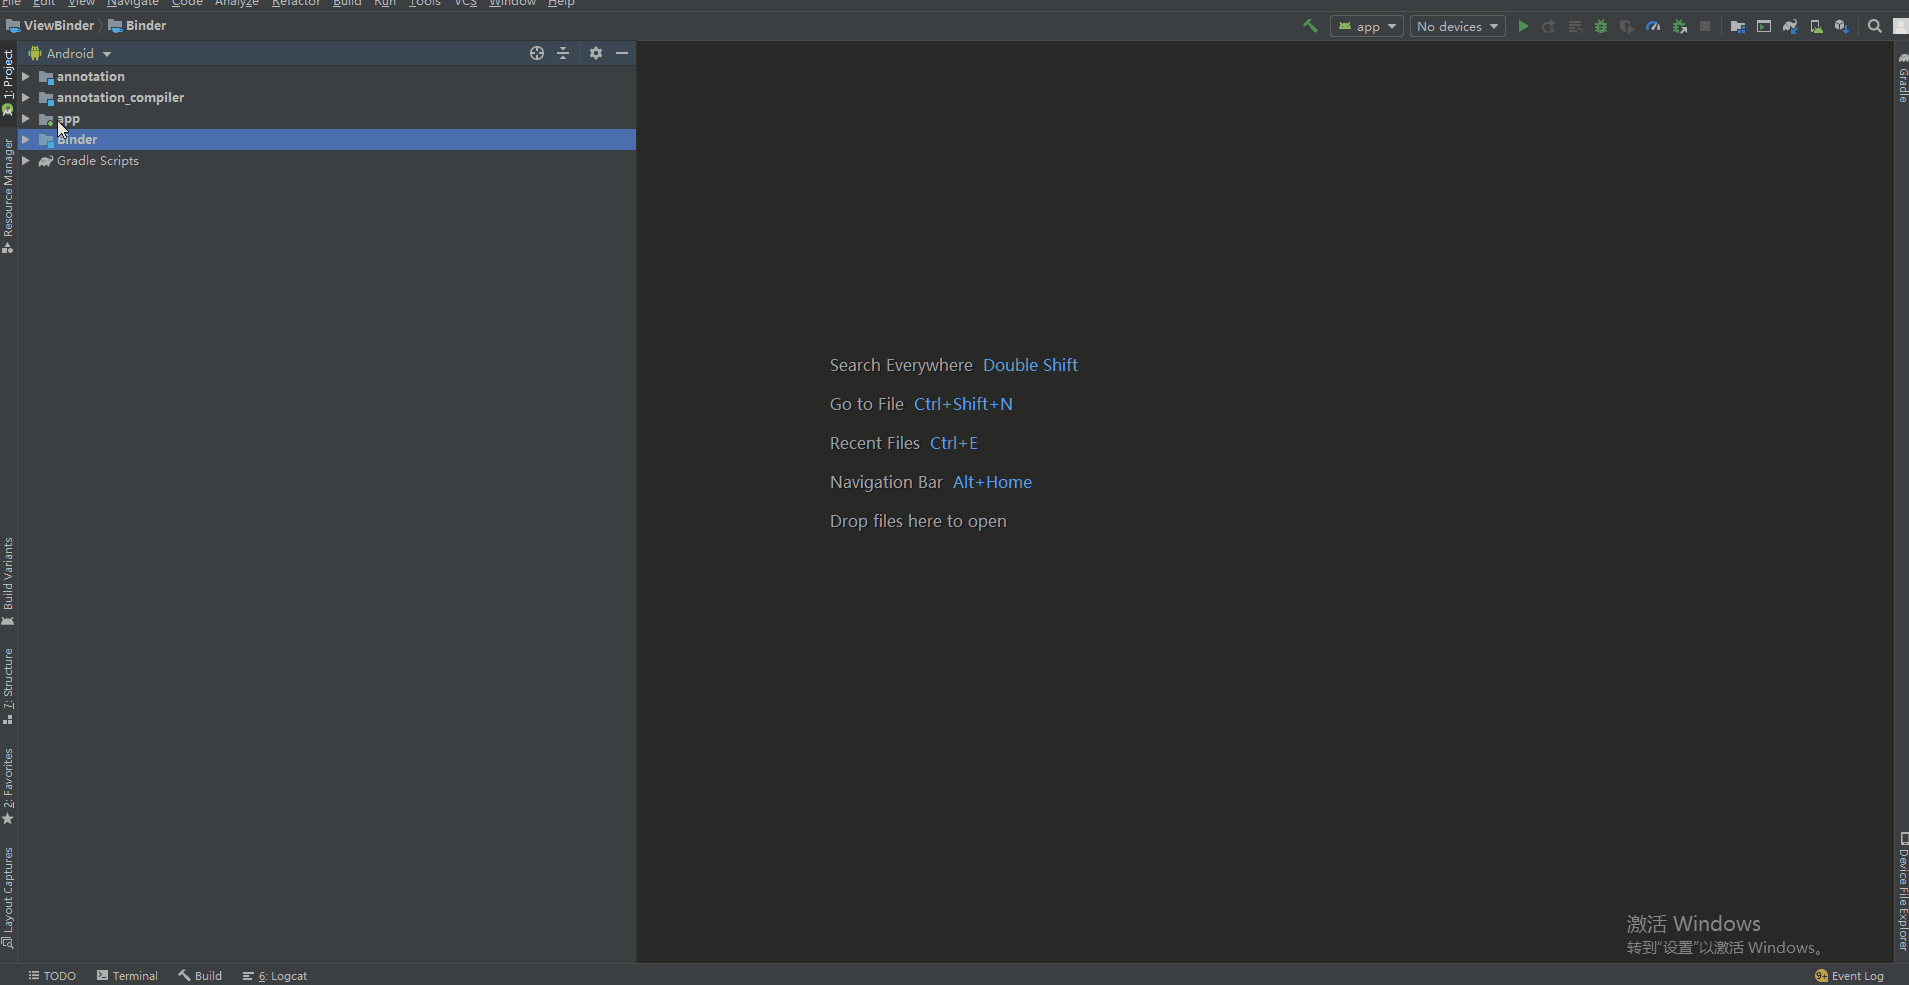 File Edit View Navigate Code Analyze Refactor Build Run Tools VCS Window Help
ViewBinder Binder
app No devices
Android
1: Project
annotation
annotation_compiler
app
Binder
Gradle Scripts
Resource Manager
Build Variants
7: Structure
2: Favorites
Layout Captures
Search Everywhere Double Shift
Go to File Ctrl+Shift+N
Recent Files Ctrl+E
Navigation Bar Alt+Home
Drop files here to open
Gradle
Device File Explorer
激活 Windows
转到“设置”以激活 Windows。
TODO Terminal Build 6: Logcat
9+ Event Log